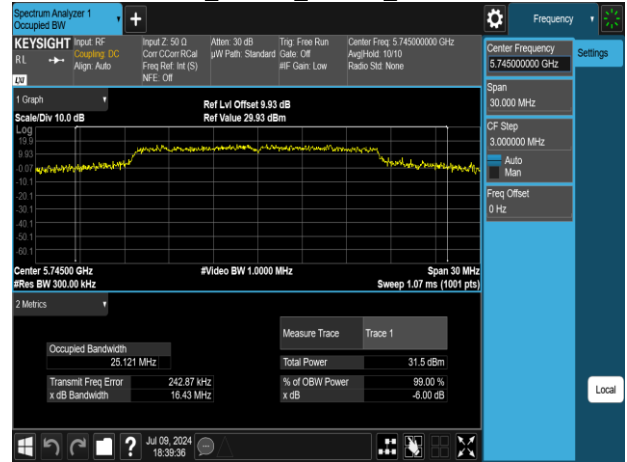 Spectrum Analyzer 1
Occupied BW
Frequency
KEYSIGHT
Input: RF
Coupling: DC
Align: Auto
Input Z: 50 Ω
Corr CCorr RCal
Freq Ref: Int (S)
NFE: Off
Atten: 30 dB
µW Path: Standard
Trig: Free Run
Gate: Off
#IF Gain: Low
Center Freq: 5.745000000 GHz
Avg|Hold: 10/10
Radio Std: None
RL
LXI
Center Frequency
5.745000000 GHz
Settings
Span
30.000 MHz
CF Step
3.000000 MHz
Auto
Man
Freq Offset
0 Hz
Local
1 Graph
Scale/Div 10.0 dB
Ref Lvl Offset 9.93 dB
Ref Value 29.93 dBm
Log
19.9
9.93
-0.07
-10.1
-20.1
-30.1
-40.1
-50.1
-60.1
Center 5.74500 GHz
#Video BW 1.0000 MHz
Span 30 MHz
#Res BW 300.00 kHz
Sweep 1.07 ms (1001 pts)
2 Metrics
Measure Trace
Trace 1
Occupied Bandwidth
25.121 MHz
Total Power
31.5 dBm
Transmit Freq Error
242.87 kHz
% of OBW Power
99.00 %
x dB Bandwidth
16.43 MHz
x dB
-6.00 dB
?
Jul 09, 2024
18:39:36